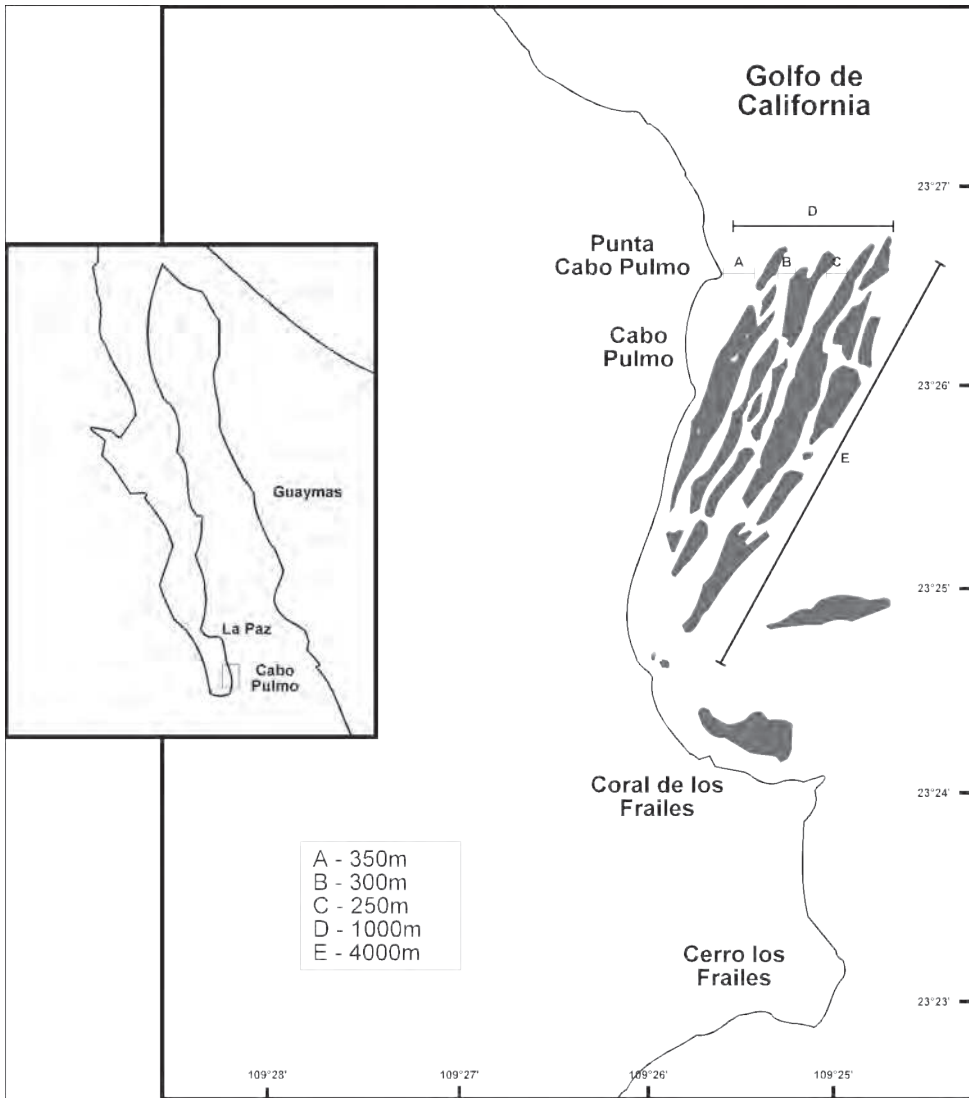 Golfo de
California
23°27'
D
Punta
Cabo Pulmo
A
B
C
Cabo
Pulmo
23°26'
E
Guaymas
23°25'
La Paz
Cabo
Pulmo
Coral de los
Frailes
23°24'
A - 350m
B - 300m
C - 250m
D - 1000m
E - 4000m
Cerro los
Frailes
23°23'
109°28'
109°27'
109°26'
109°25'